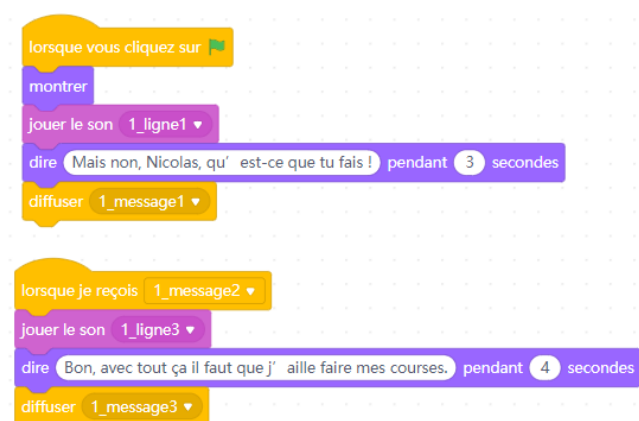 lorsque vous cliquez sur
montrer
jouer le son 1_ligne1
dire Mais non, Nicolas, qu’ est-ce que tu fais ! pendant 3 secondes
diffuser 1_message1
lorsque je reçois 1_message2
jouer le son 1_ligne3
dire Bon, avec tout ça il faut que j’ aille faire mes courses. pendant 4 secondes
diffuser 1_message3